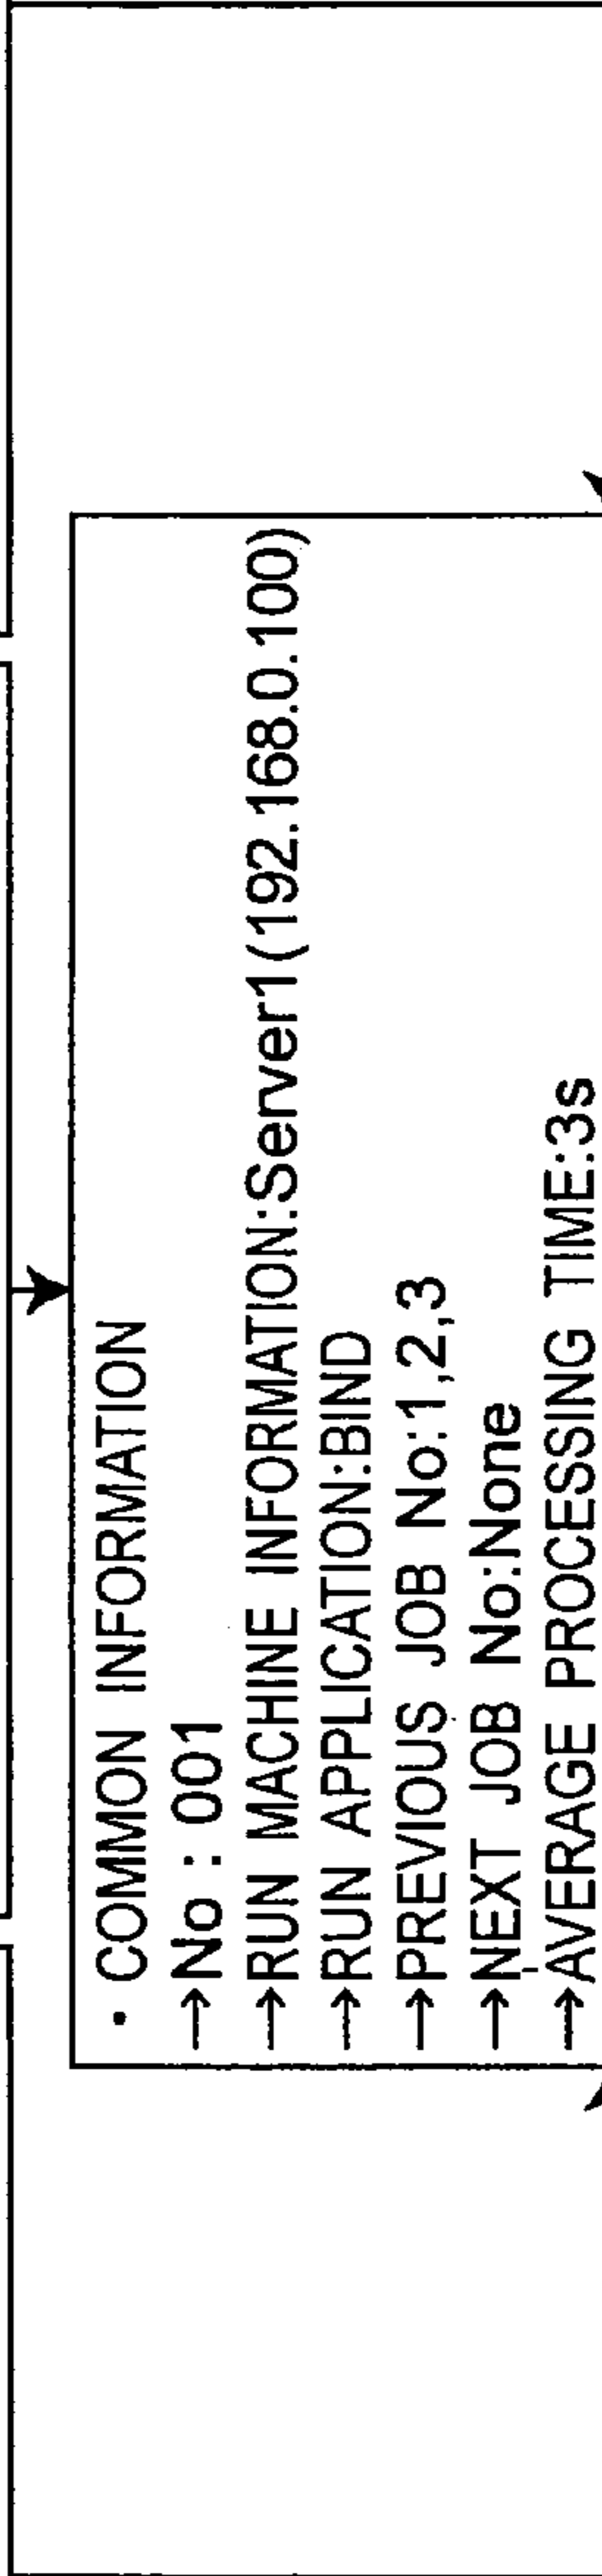 ・COMMON INFORMATION
→No : 001
→RUN MACHINE INFORMATION:Server1(192.168.0.100)
→RUN APPLICATION:BIND
→PREVIOUS JOB No:1,2,3
→NEXT JOB No:None
→AVERAGE PROCESSING TIME:3s